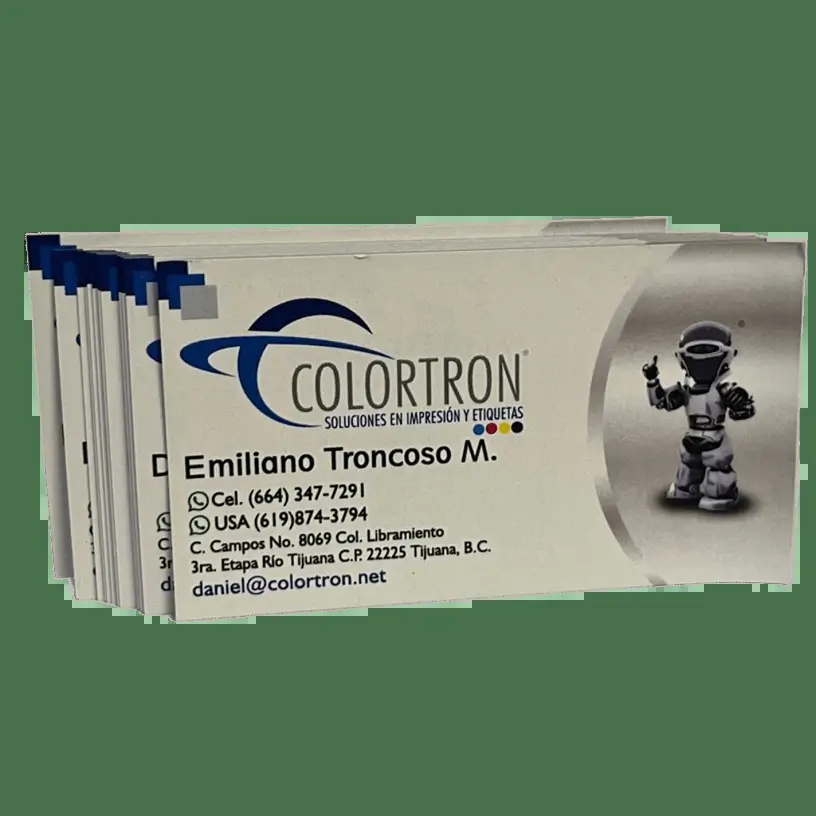 COLORTRON®
SOLUCIONES EN IMPRESIÓN Y ETIQUETAS
Emiliano Troncoso M.
Cel. (664) 347-7291
USA (619)874-3794
C. Campos No. 8069 Col. Libramiento
3ra. Etapa Río Tijuana C.P. 22225 Tijuana, B.C.
daniel@colortron.net